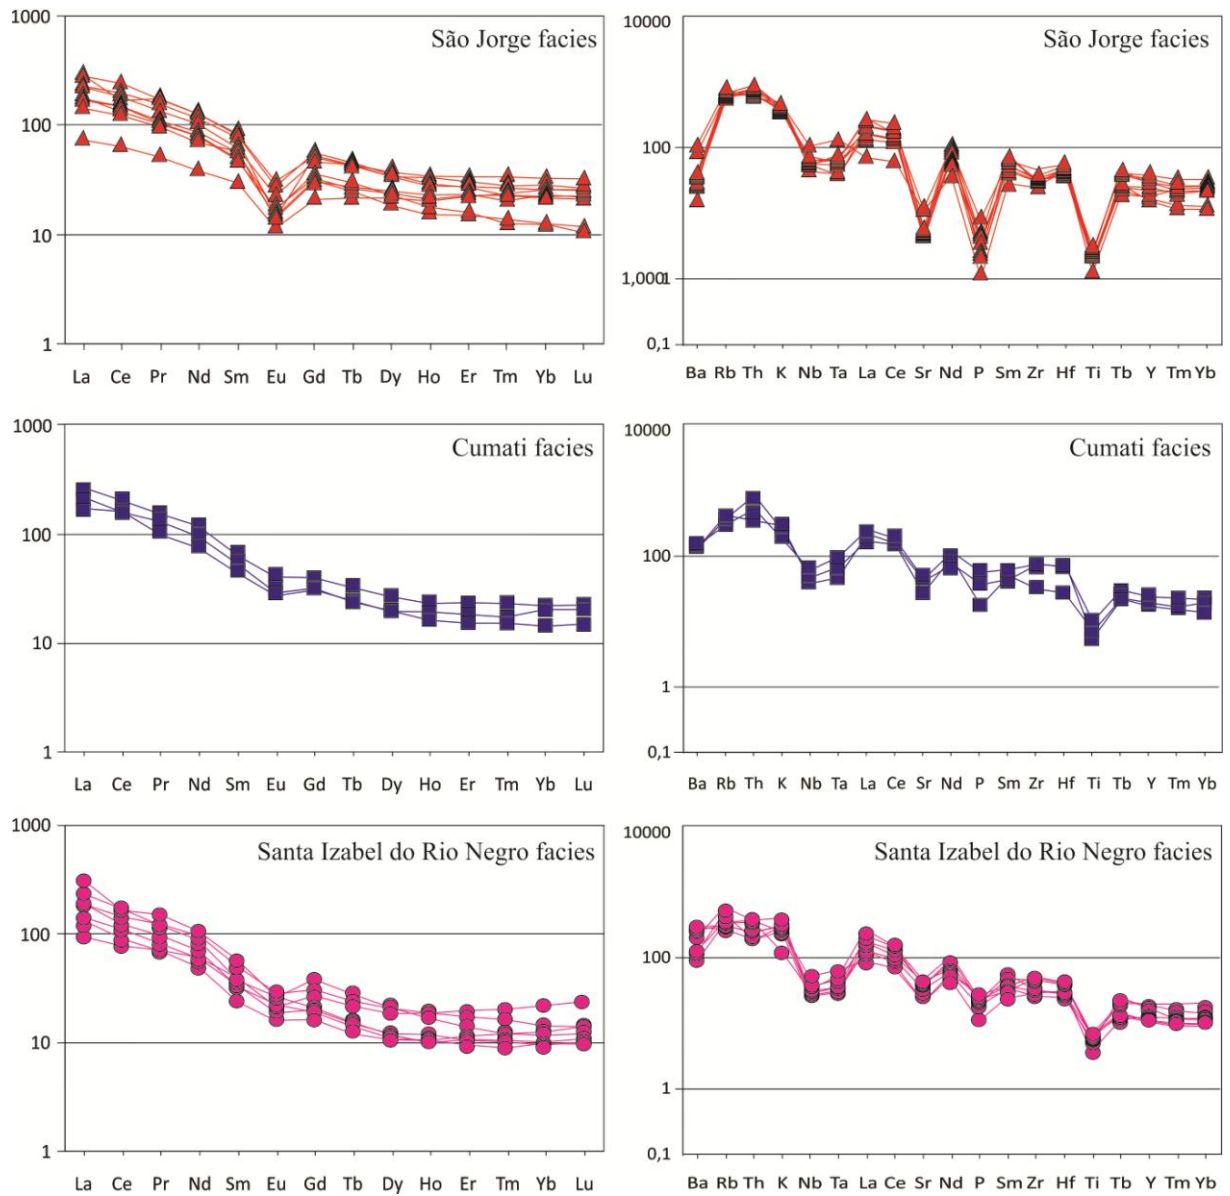 São Jorge facies
1000
100
10
1
La Ce Pr Nd Sm Eu Gd Tb Dy Ho Er Tm Yb Lu
São Jorge facies
10000
100
1,0001
0,1
Ba Rb Th K Nb Ta La Ce Sr Nd P Sm Zr Hf Ti Tb Y Tm Yb
Cumati facies
1000
100
10
1
La Ce Pr Nd Sm Eu Gd Tb Dy Ho Er Tm Yb Lu
Cumati facies
10000
100
1
0,1
Ba Rb Th K Nb Ta La Ce Sr Nd P Sm Zr Hf Ti Tb Y Tm Yb
Santa Izabel do Rio Negro facies
1000
100
10
1
La Ce Pr Nd Sm Eu Gd Tb Dy Ho Er Tm Yb Lu
Santa Izabel do Rio Negro facies
10000
100
1
0,1
Ba Rb Th K Nb Ta La Ce Sr Nd P Sm Zr Hf Ti Tb Y Tm Yb